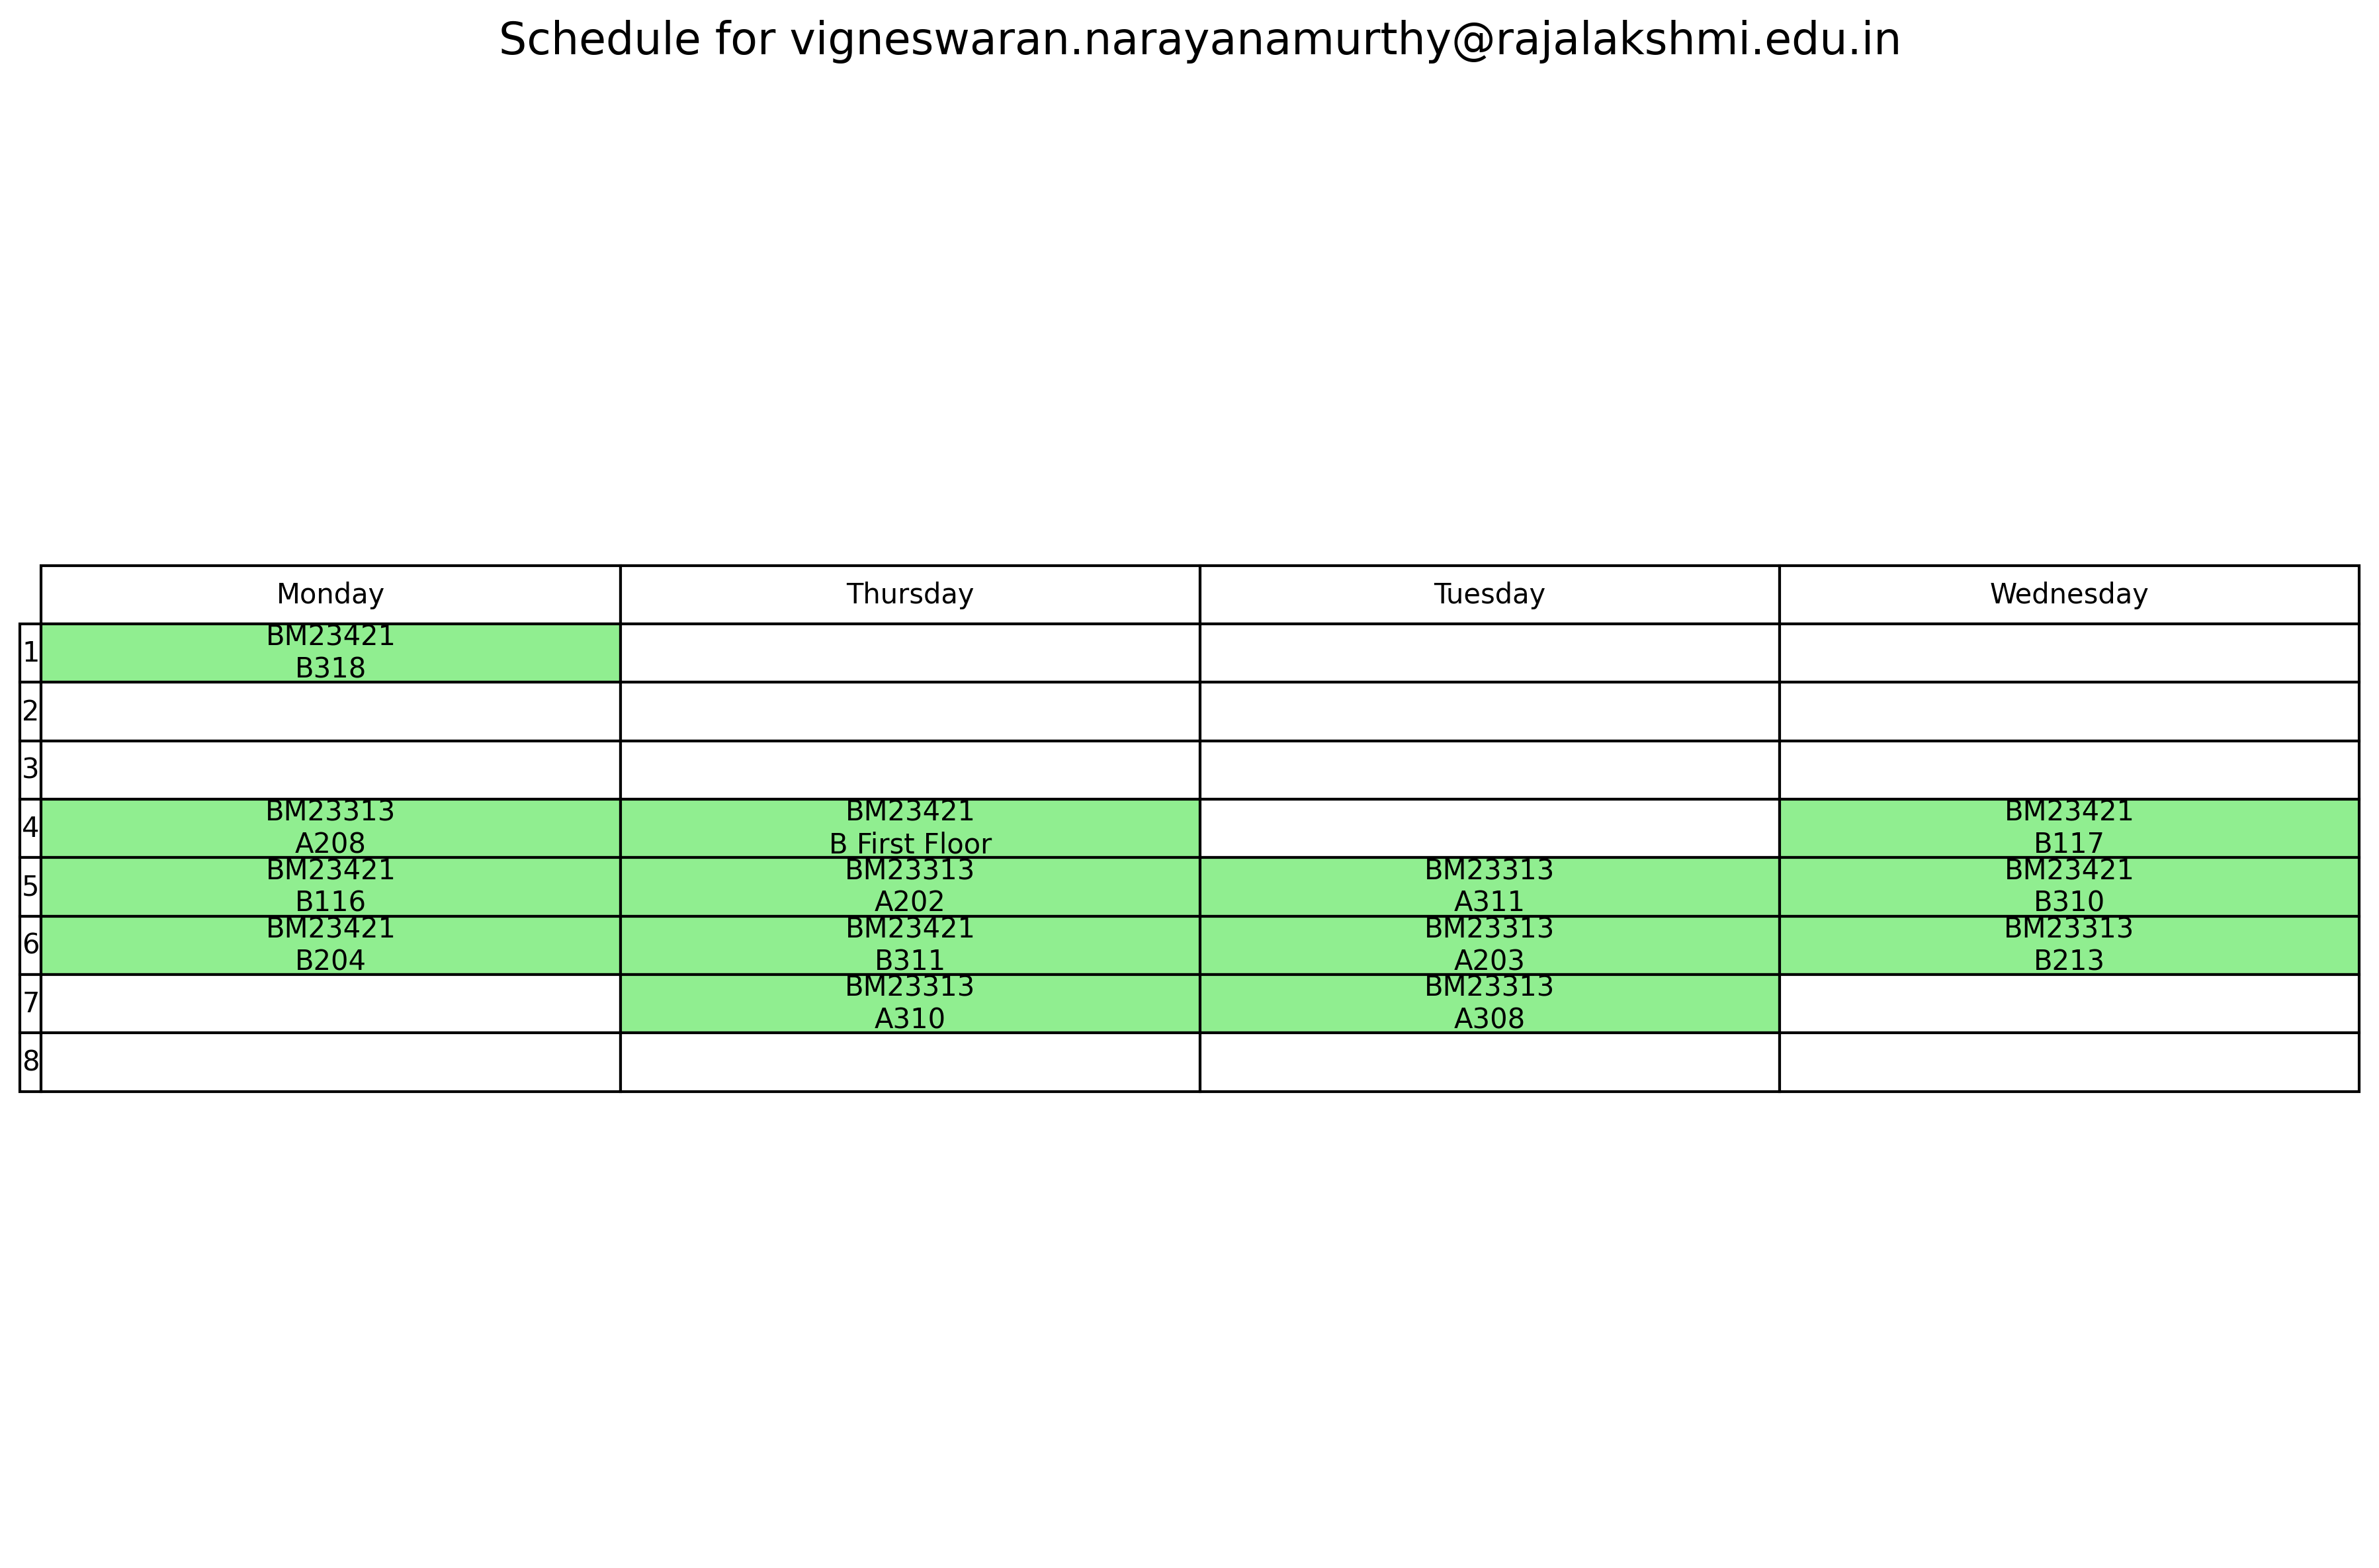 Schedule for vigneswaran.narayanamurthy@rajalakshmi.edu.in
Monday Thursday Tuesday Wednesday
1 BM23421
B318
2
3
4 BM23313 BM23421 BM23421
A208 B First Floor B117
5 BM23421 BM23313 BM23313 BM23421
B116 A202 A311 B310
6 BM23421 BM23421 BM23313 BM23313
B204 B311 A203 B213
7 BM23313 BM23313
A310 A308
8